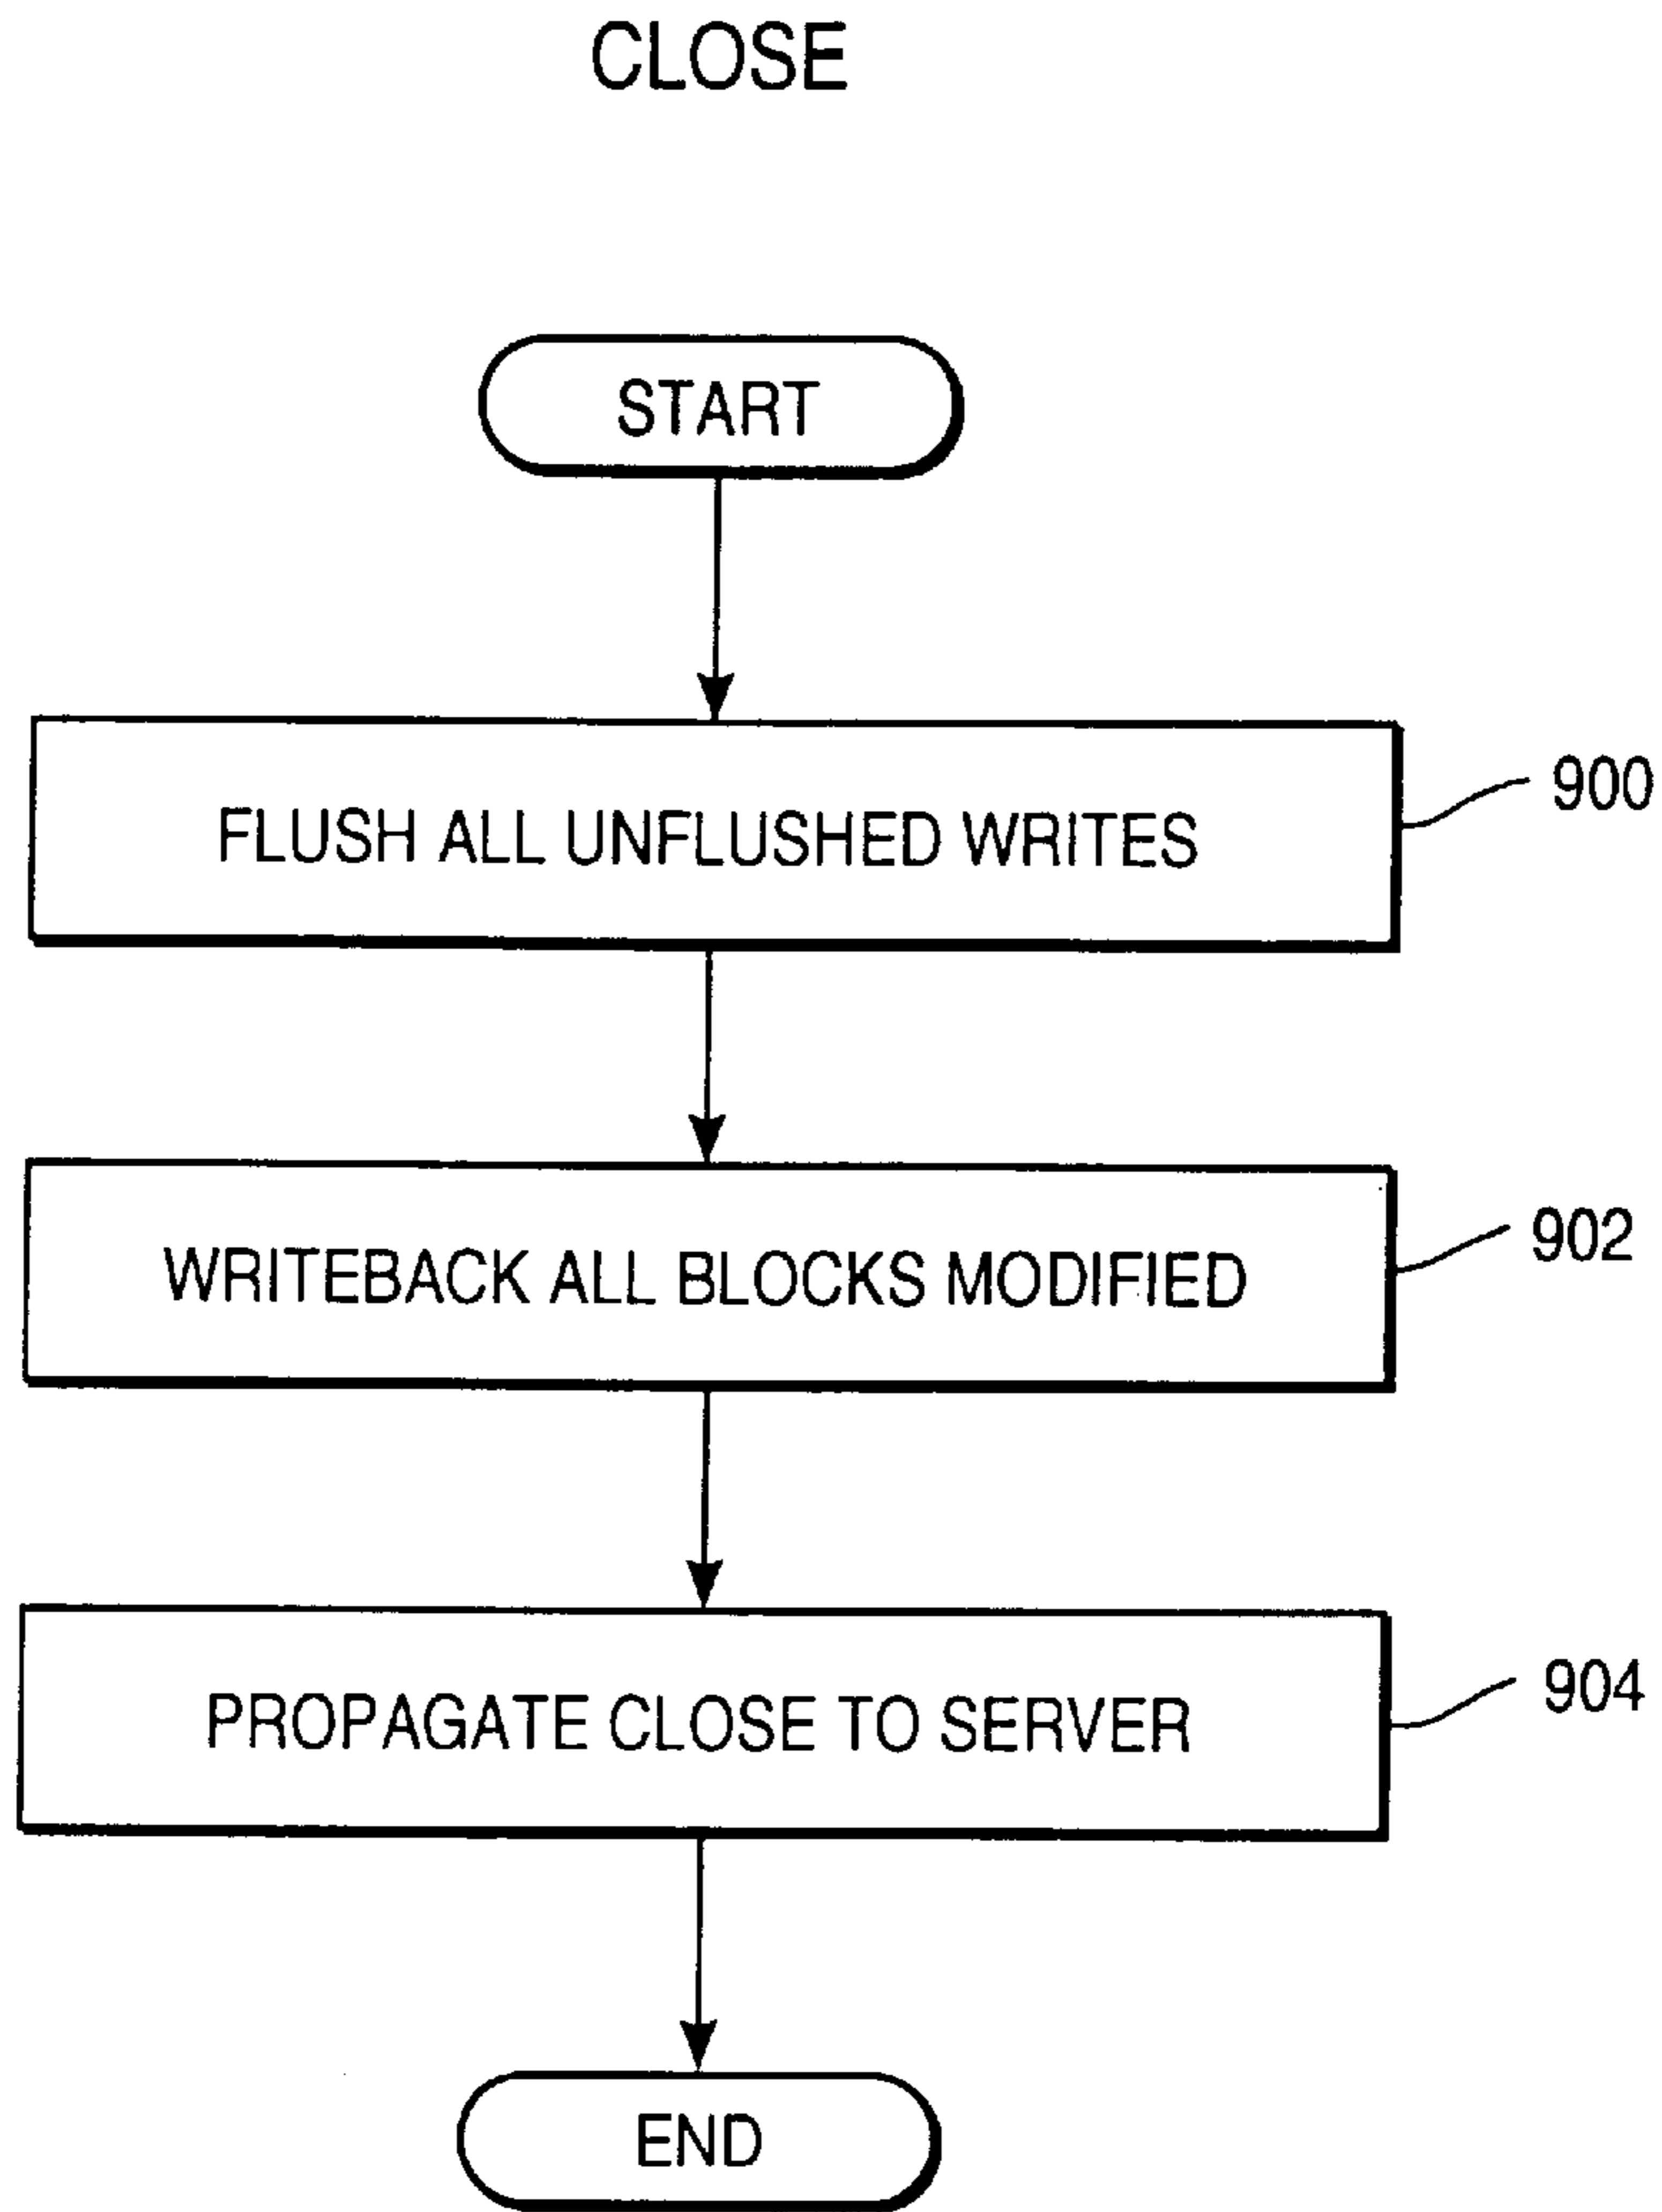 CLOSE
START
FLUSH ALL UNFLUSHED WRITES
900
WRITEBACK ALL BLOCKS MODIFIED
902
PROPAGATE CLOSE TO SERVER
904
END